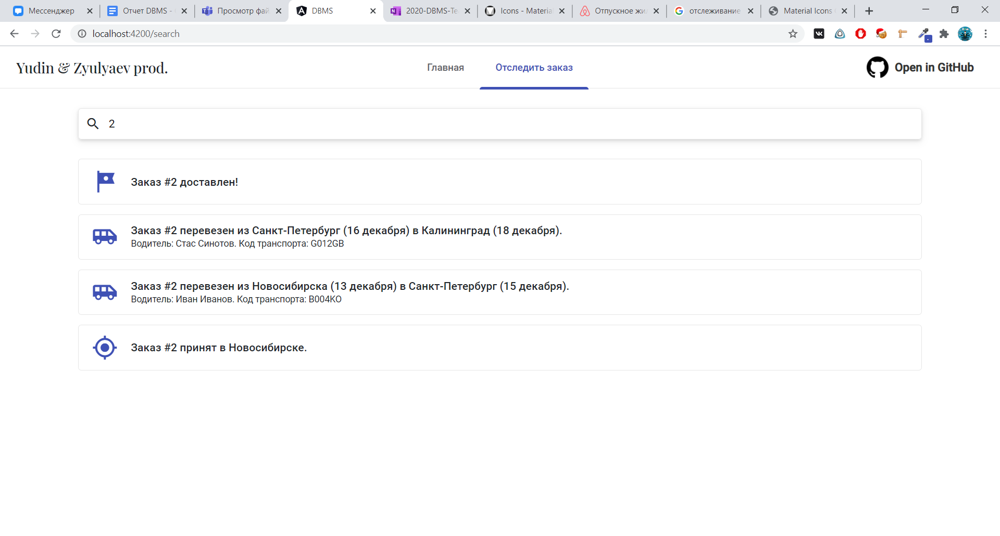 Мессенджер
Отчет DBMS -
Просмотр фай
DBMS
2020-DBMS-Te
Icons - Materia
Отпускное жи
отслеживание
Material Icons
localhost:4200/search
Yudin & Zyulyaev prod.
Главная
Отследить заказ
Open in GitHub
2
Заказ #2 доставлен!
Заказ #2 перевезен из Санкт-Петербург (16 декабря) в Калининград (18 декабря).
Водитель: Стас Синотов. Код транспорта: G012GB
Заказ #2 перевезен из Новосибирска (13 декабря) в Санкт-Петербург (15 декабря).
Водитель: Иван Иванов. Код транспорта: B004KO
Заказ #2 принят в Новосибирске.